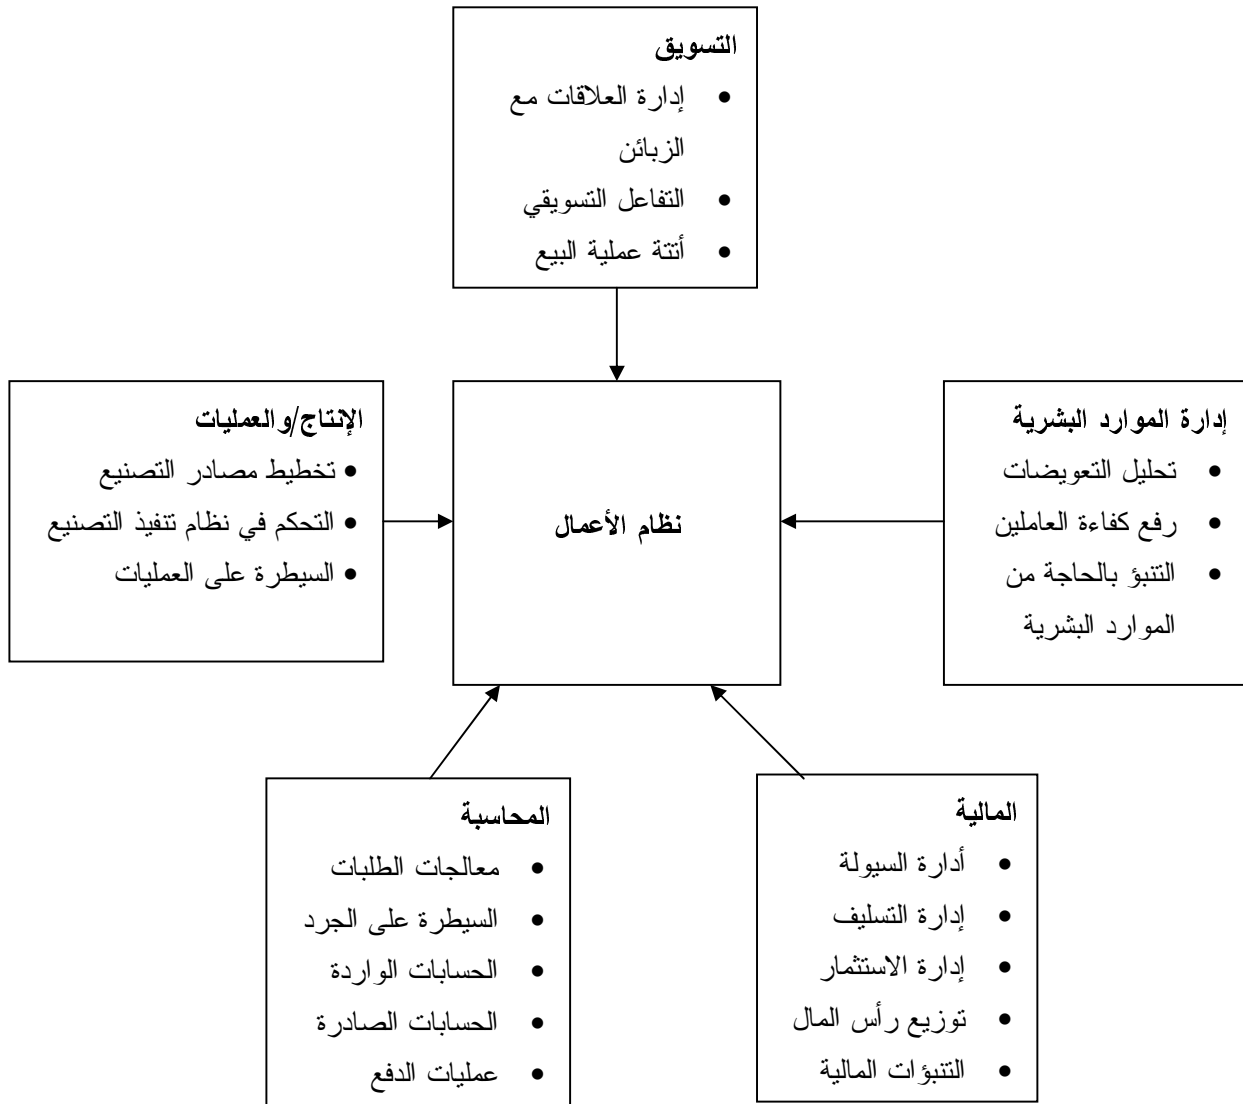 التسويق
• إدارة العلاقات مع
الزبائن
• التفاعل التسويقي
• أتتة عملية البيع
إدارة الموارد البشرية
• تحليل التعويضات
• رفع كفاءة العاملين
• التنبؤ بالحاجة من
الموارد البشرية
نظام الأعمال
الإنتاج/والعمليات
• تخطيط مصادر التصنيع
• التحكم في نظام تنفيذ التصنيع
• السيطرة على العمليات
المالية
• أدارة السيولة
• إدارة التسليف
• إدارة الاستثمار
• توزيع رأس المال
• التنبؤات المالية
المحاسبة
• معالجات الطلبات
• السيطرة على الجرد
• الحسابات الواردة
• الحسابات الصادرة
• عمليات الدفع